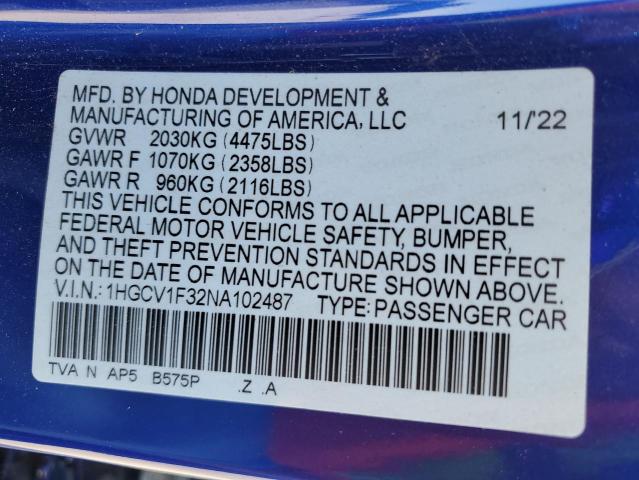 MFD. BY HONDA DEVELOPMENT &
MANUFACTURING OF AMERICA, LLC 11/'22
GVWR 2030KG (4475LBS)
GAWR F 1070KG (2358LBS)
GAWR R 960KG (2116LBS)
THIS VEHICLE CONFORMS TO ALL APPLICABLE
FEDERAL MOTOR VEHICLE SAFETY, BUMPER,
AND THEFT PREVENTION STANDARDS IN EFFECT
ON THE DATE OF MANUFACTURE SHOWN ABOVE.
V.I.N.: 1HGCV1F32NA102487 TYPE: PASSENGER CAR
TVA N AP5 B575P .Z .A